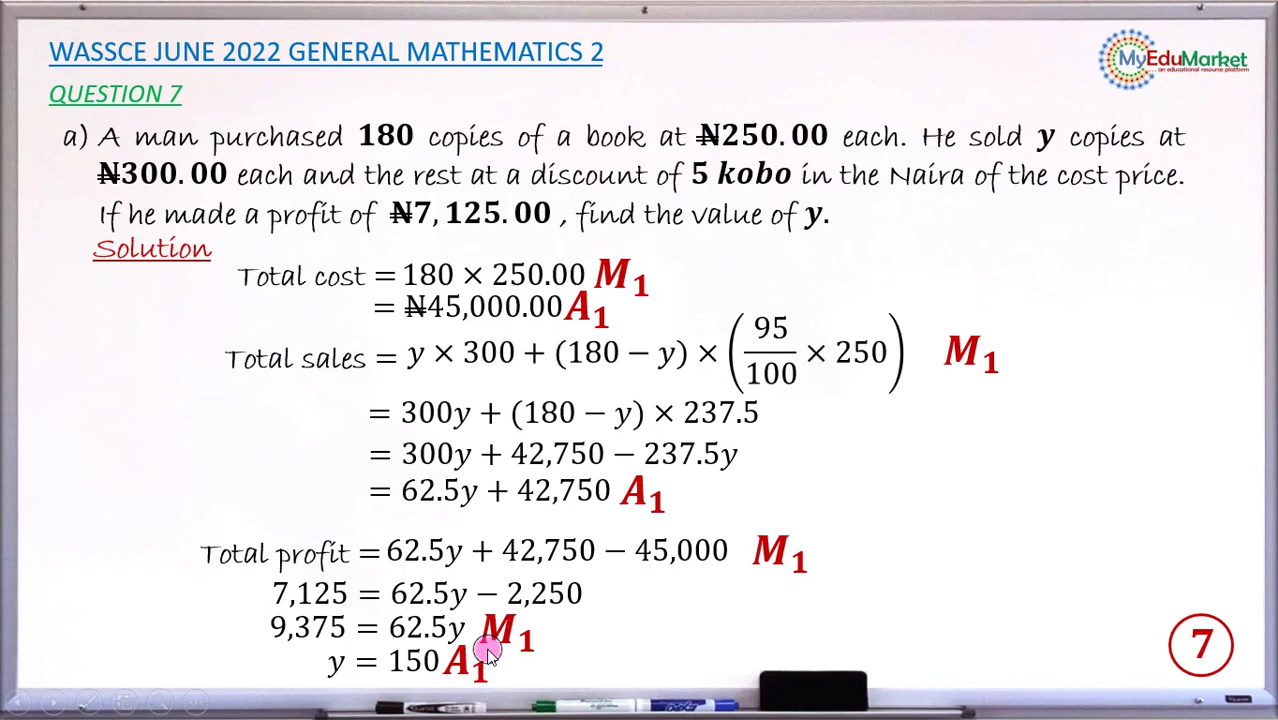 WASSCE JUNE 2022 GENERAL MATHEMATICS 2
MyEduMarket
...an educational resource platform
QUESTION 7
a) A man purchased 180 copies of a book at ₦250.00 each. He sold y copies at
₦300.00 each and the rest at a discount of 5 kobo in the Naira of the cost price.
If he made a profit of ₦7,125.00 , find the value of y.
Solution
Total cost = 180 × 250.00 M₁
= ₦45,000.00 A₁
Total sales = y × 300 + (180 − y) × (95/100 × 250) M₁
= 300y + (180 − y) × 237.5
= 300y + 42,750 − 237.5y
= 62.5y + 42,750 A₁
Total profit = 62.5y + 42,750 − 45,000 M₁
7,125 = 62.5y − 2,250
9,375 = 62.5y M₁
y = 150 A₁
7